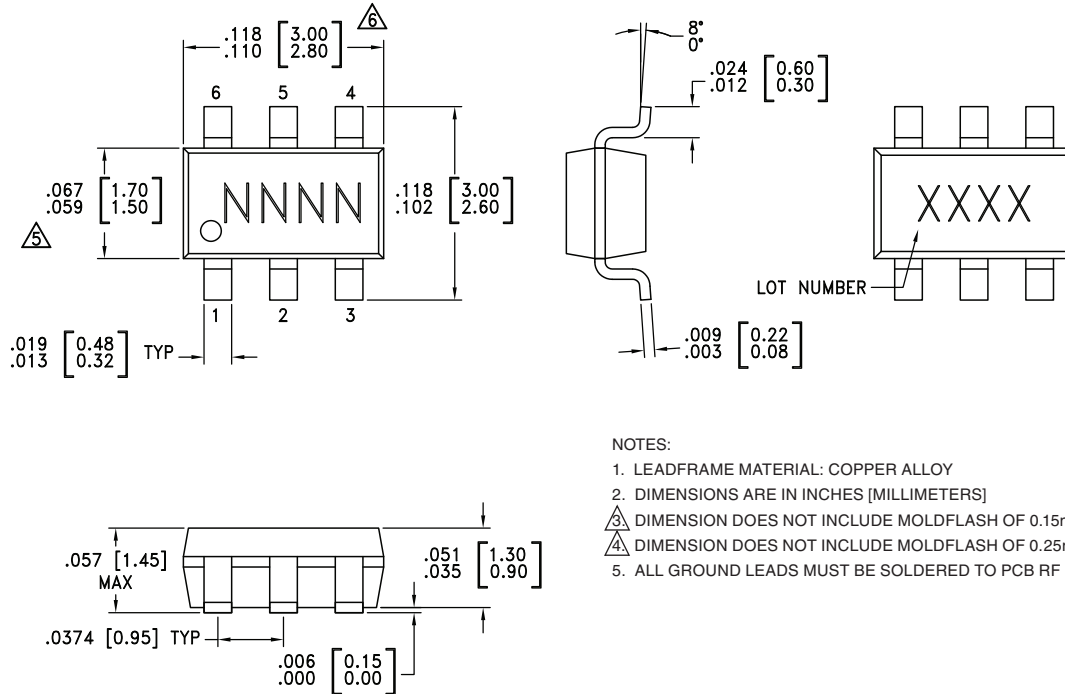 .118 [3.00]
.110 [2.80]
6
6 5 4
.067 [1.70]
.059 [1.50]
5
NNNN
.118 [3.00]
.102 [2.60]
1 2 3
.019 [0.48] TYP
.013 [0.32]
8°
0°
.024 [0.60]
.012 [0.30]
.009 [0.22]
.003 [0.08]
XXXX
LOT NUMBER
.057 [1.45]
MAX
.051 [1.30]
.035 [0.90]
.0374 [0.95] TYP
.006 [0.15]
.000 [0.00]
NOTES:
1. LEADFRAME MATERIAL: COPPER ALLOY
2. DIMENSIONS ARE IN INCHES [MILLIMETERS]
3. DIMENSION DOES NOT INCLUDE MOLDFLASH OF
4. DIMENSION DOES NOT INCLUDE MOLDFLASH OF
5. ALL GROUND LEADS MUST BE SOLDERED TO PCB RF